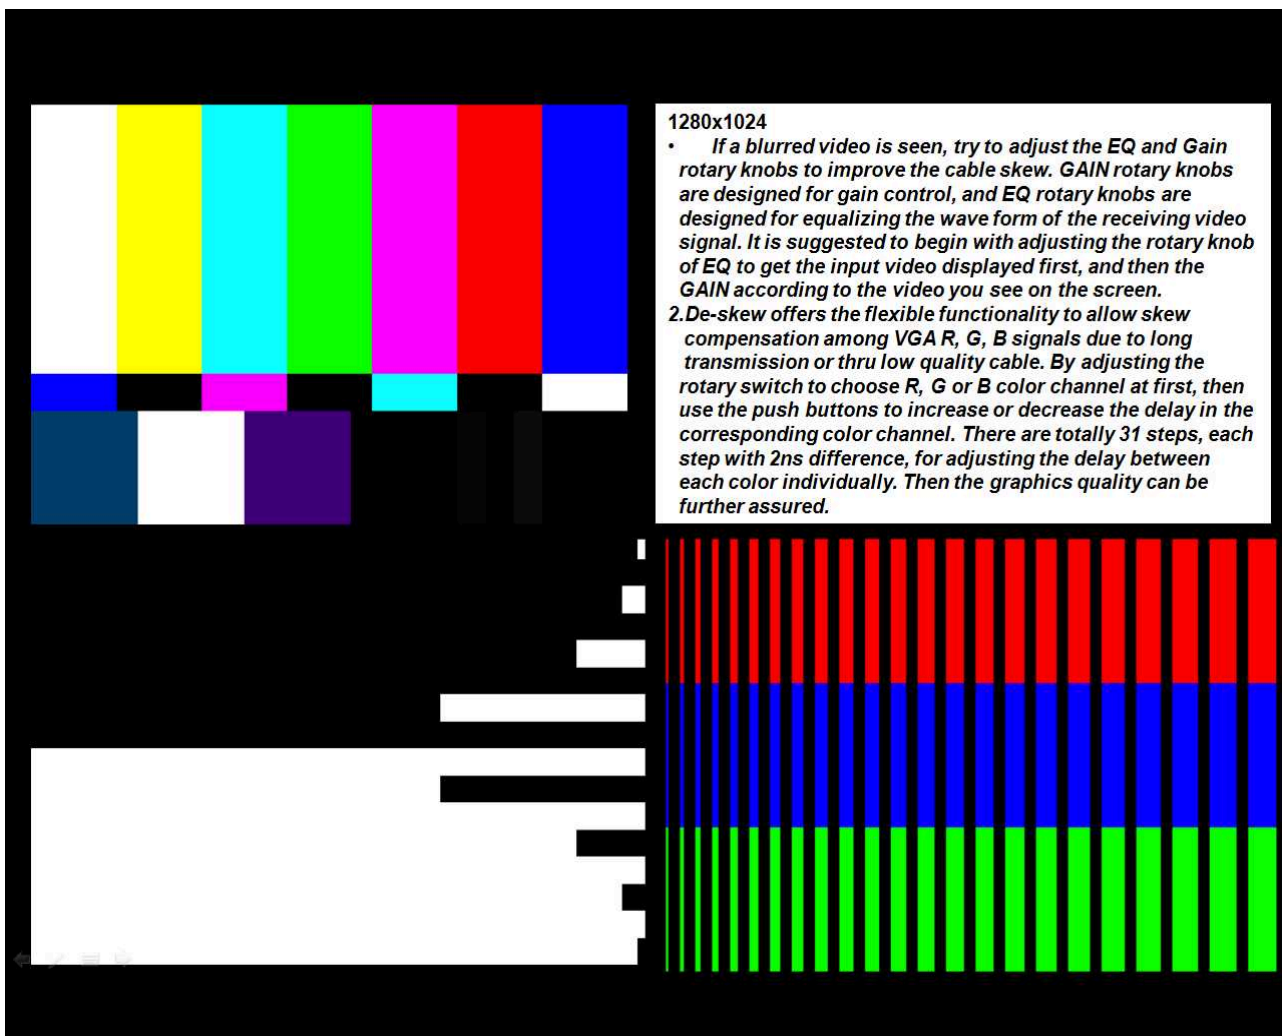 1280x1024
• If a blurred video is seen, try to adjust the EQ and Gain
rotary knobs to improve the cable skew. GAIN rotary knobs
are designed for gain control, and EQ rotary knobs are
designed for equalizing the wave form of the receiving video
signal. It is suggested to begin with adjusting the rotary knob
of EQ to get the input video displayed first, and then the
GAIN according to the video you see on the screen.
2.De-skew offers the flexible functionality to allow skew
compensation among VGA R, G, B signals due to long
transmission or thru low quality cable. By adjusting the
rotary switch to choose R, G or B color channel at first, then
use the push buttons to increase or decrease the delay in the
corresponding color channel. There are totally 31 steps, each
step with 2ns difference, for adjusting the delay between
each color individually. Then the graphics quality can be
further assured.